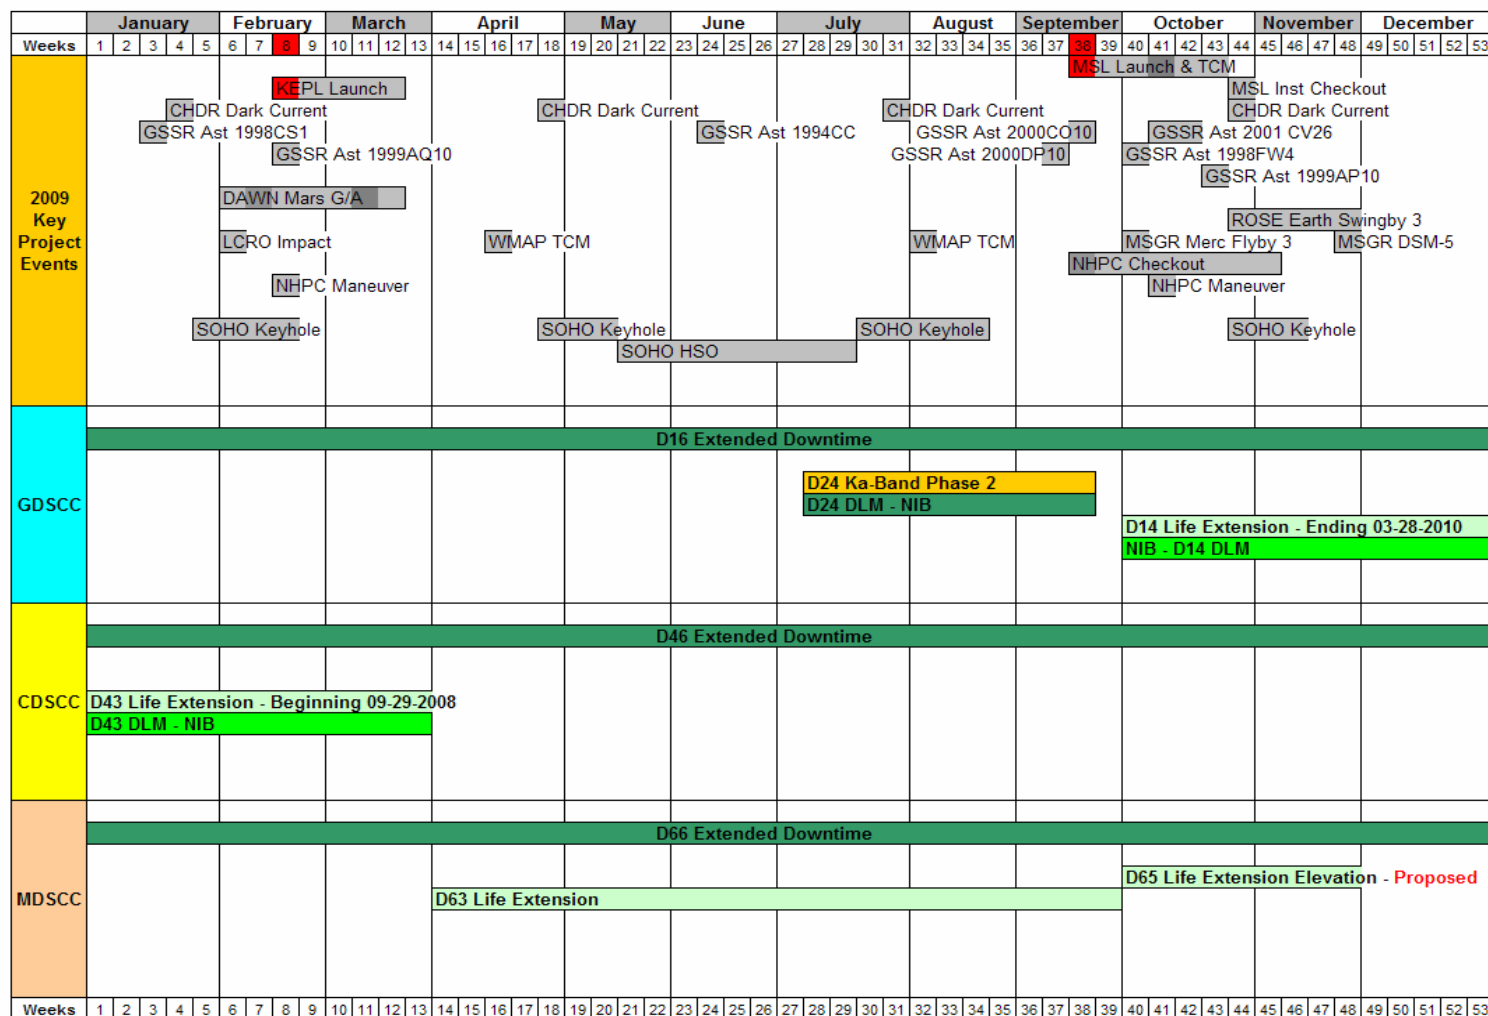 January February March April May June July August September October November December
Weeks 1 2 3 4 5 6 7 8 9 10 11 12 13 14 15 16 17 18 19 20 21 22 23 24 25 26 27 28 29 30 31 32 33 34 35 36 37 38 39 40 41 42 43 44 45 46 47 48 49 50 51 52 53
MSL Launch & TCM
KEPL Launch MSL Inst Checkout
CHDR Dark Current CHDR Dark Current CHDR Dark Current CHDR Dark Current
GSSR Ast 1998CS1 GSSR Ast 1994CC GSSR Ast 2000CO10 GSSR Ast 2001 CV26
GSSR Ast 1999AQ10 GSSR Ast 2000DP10 GSSR Ast 1998FW4
GSSR Ast 1999AP10
2009
Key
Project
Events
DAWN Mars G/A
ROSE Earth Swingby 3
LCRO Impact WMAP TCM WMAP TCM MSGR Merc Flyby 3 MSGR DSM-5
NHPC Checkout
NHPC Maneuver NHPC Maneuver
SOHO Keyhole SOHO Keyhole SOHO Keyhole SOHO Keyhole
SOHO HSO
GDSCC
D16 Extended Downtime
D24 Ka-Band Phase 2
D24 DLM - NIB
D14 Life Extension - Ending 03-28-2010
NIB - D14 DLM
CDSCC
D46 Extended Downtime
D43 Life Extension - Beginning 09-29-2008
D43 DLM - NIB
MDSCC
D66 Extended Downtime
D65 Life Extension Elevation - Proposed
D63 Life Extension
Weeks 1 2 3 4 5 6 7 8 9 10 11 12 13 14 15 16 17 18 19 20 21 22 23 24 25 26 27 28 29 30 31 32 33 34 35 36 37 38 39 40 41 42 43 44 45 46 47 48 49 50 51 52 53